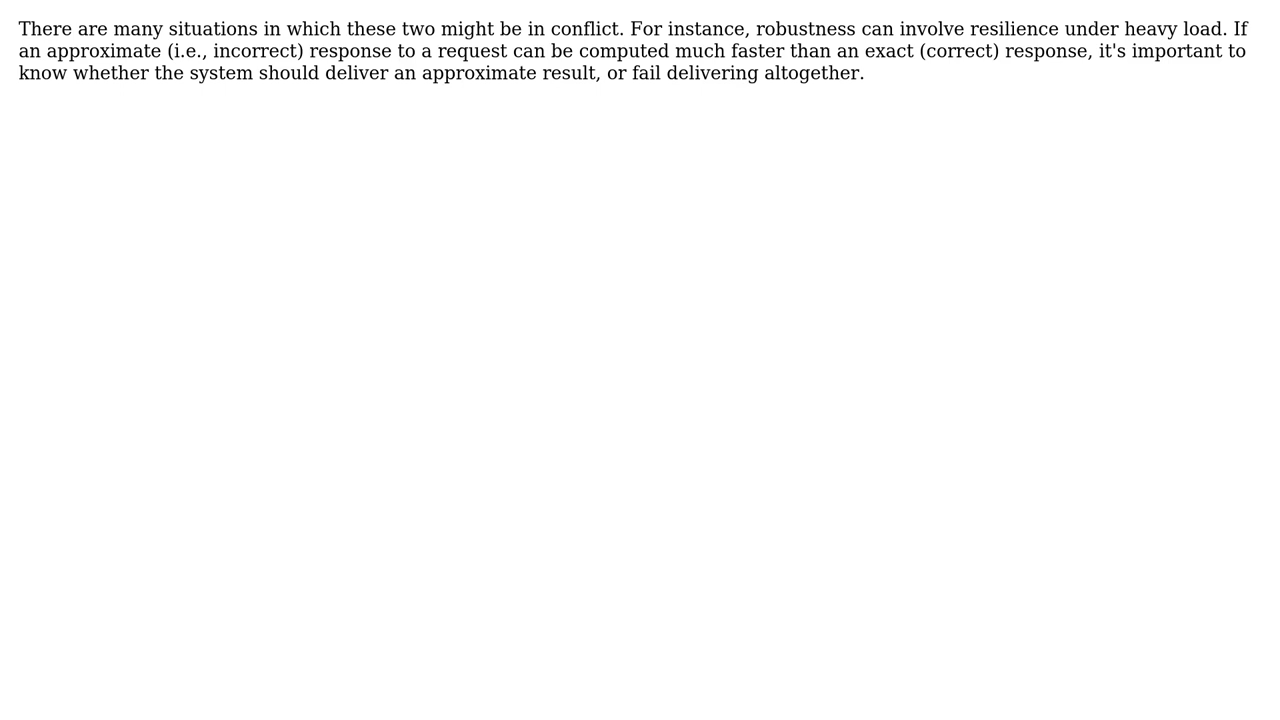 There are many situations in which these two might be in conflict. For instance, robustness can involve resilience under heavy load. If
an approximate (i.e., incorrect) response to a request can be computed much faster than an exact (correct) response, it's important to
know whether the system should deliver an approximate result, or fail delivering altogether.